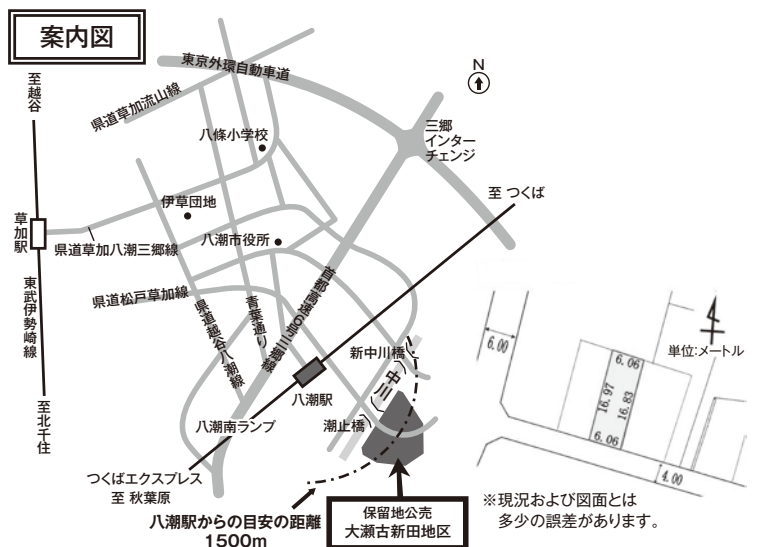 案内図
至越谷
草加駅
東武伊勢崎線
至北千住
県道草加流山線
東京外環自動車道
N
八條小学校
三郷
インター
チェンジ
伊草団地
至 つくば
県道草加八潮三郷線
八潮市役所
県道松戸草加線
県道越谷八潮線
青葉通り
首都高速6号三郷線
新中川橋
中川
八潮駅
潮止橋
八潮南ランプ
つくばエクスプレス
至 秋葉原
八潮駅からの目安の距離
1500m
保留地公売
大瀬古新田地区
6.00
単位:メートル
6.06
16.97
16.83
6.06
4.00
※現況および図面とは
多少の誤差があります。